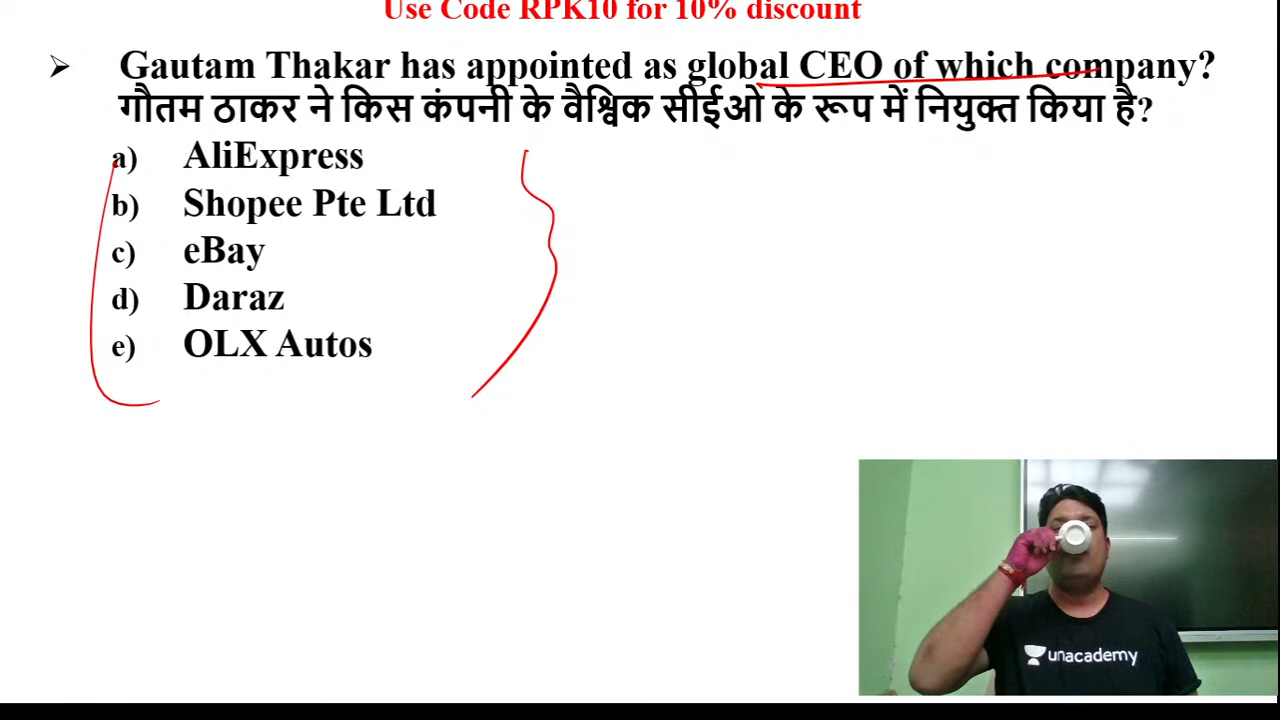 Use Code RPK10 for 10% discount
➢ Gautam Thakar has appointed as global CEO of which company?
गौतम ठाकर ने किस कंपनी के वैश्विक सीईओ के रूप में नियुक्त किया है?
a) AliExpress
b) Shopee Pte Ltd
c) eBay
d) Daraz
e) OLX Autos
unacademy